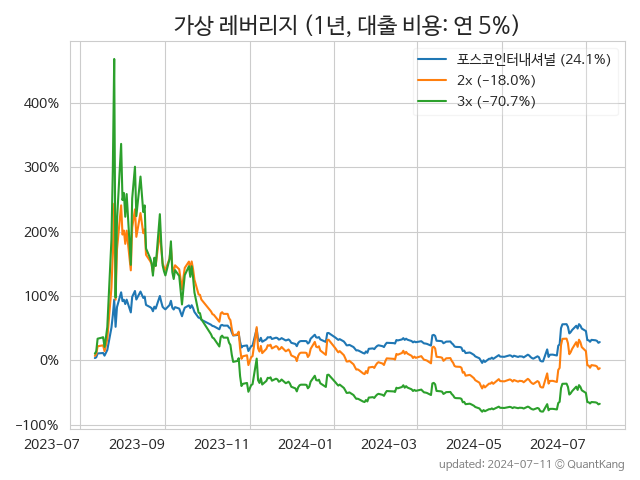 가상 레버리지 (1년, 대출 비용: 연 5%)
포스코인터내셔널 (24.1%)
2x (−18.0%)
3x (−70.7%)
400%
300%
200%
100%
0%
−100%
2023-07 2023-09 2023-11 2024-01 2024-03 2024-05 2024-07
updated: 2024-07-11 © QuantKang